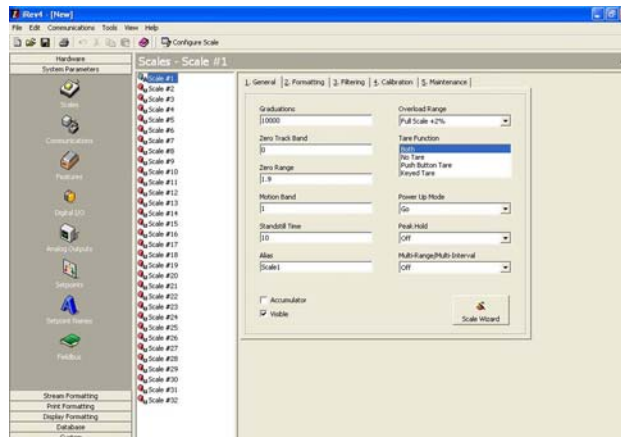 iRev4 - [New]
File Edit Communications Tools View Help
Configure Scale
Hardware
System Parameters
Scales
Communications
Features
Digital I/O
Analog Outputs
Setpoints
Setpoint Names
Fieldbus
Stream Formatting
Print Formatting
Display Formatting
Database
Scales - Scale #1
Scale #1
Scale #2
Scale #3
Scale #4
Scale #5
Scale #6
Scale #7
Scale #8
Scale #9
Scale #10
Scale #11
Scale #12
Scale #13
Scale #14
Scale #15
Scale #16
Scale #17
Scale #18
Scale #19
Scale #20
Scale #21
Scale #22
Scale #23
Scale #24
Scale #25
Scale #26
Scale #27
Scale #28
Scale #29
Scale #30
Scale #31
Scale #32
1. General 2. Formatting 3. Filtering 4. Calibration 5. Maintenance
Graduations
10000
Zero Track Band
0
Zero Range
1.9
Motion Band
1
Standstill Time
10
Alias
Scale1
Accumulator
Visible
Overload Range
Full Scale +2%
Tare Function
Both
No Tare
Push Button Tare
Keyed Tare
Power Up Mode
Go
Peak Hold
Off
Multi-Range/Multi-Interval
Off
Scale Wizard